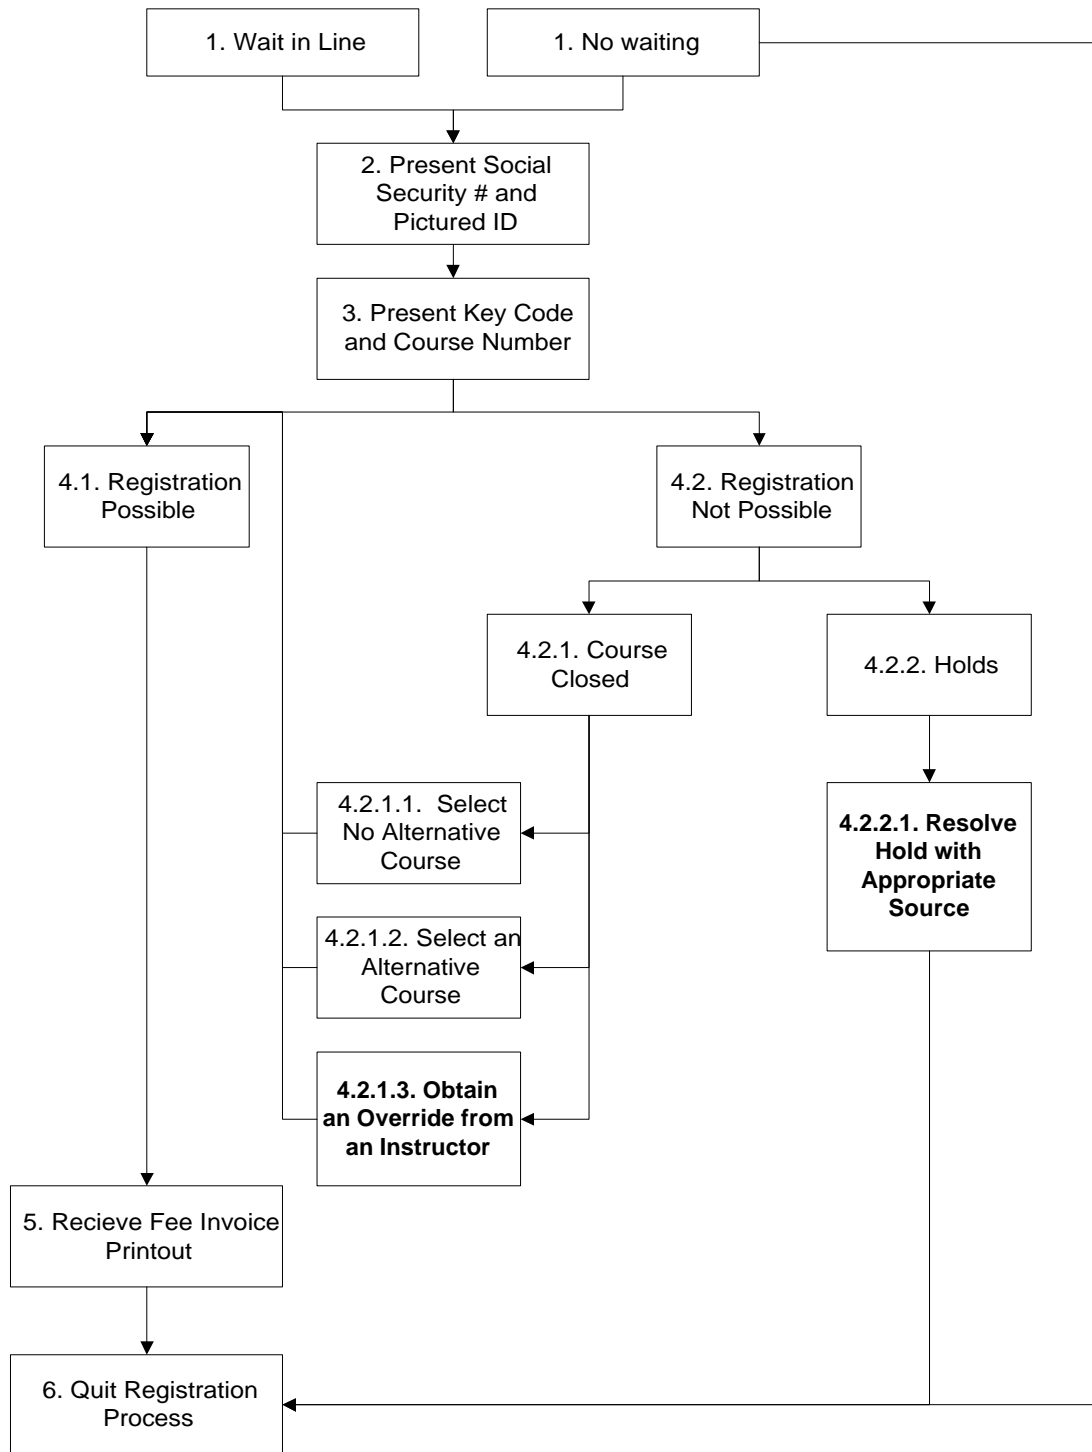 1. Wait in Line
1. No waiting
2. Present Social
Security # and
Pictured ID
3. Present Key Code
and Course Number
4.1. Registration
Possible
4.2. Registration
Not Possible
4.2.1. Course
Closed
4.2.2. Holds
4.2.1.1. Select
No Alternative
Course
4.2.2.1. Resolve
Hold with
Appropriate
Source
4.2.1.2. Select an
Alternative
Course
4.2.1.3. Obtain
an Override from
an Instructor
5. Recieve Fee Invoice
Printout
6. Quit Registration
Process